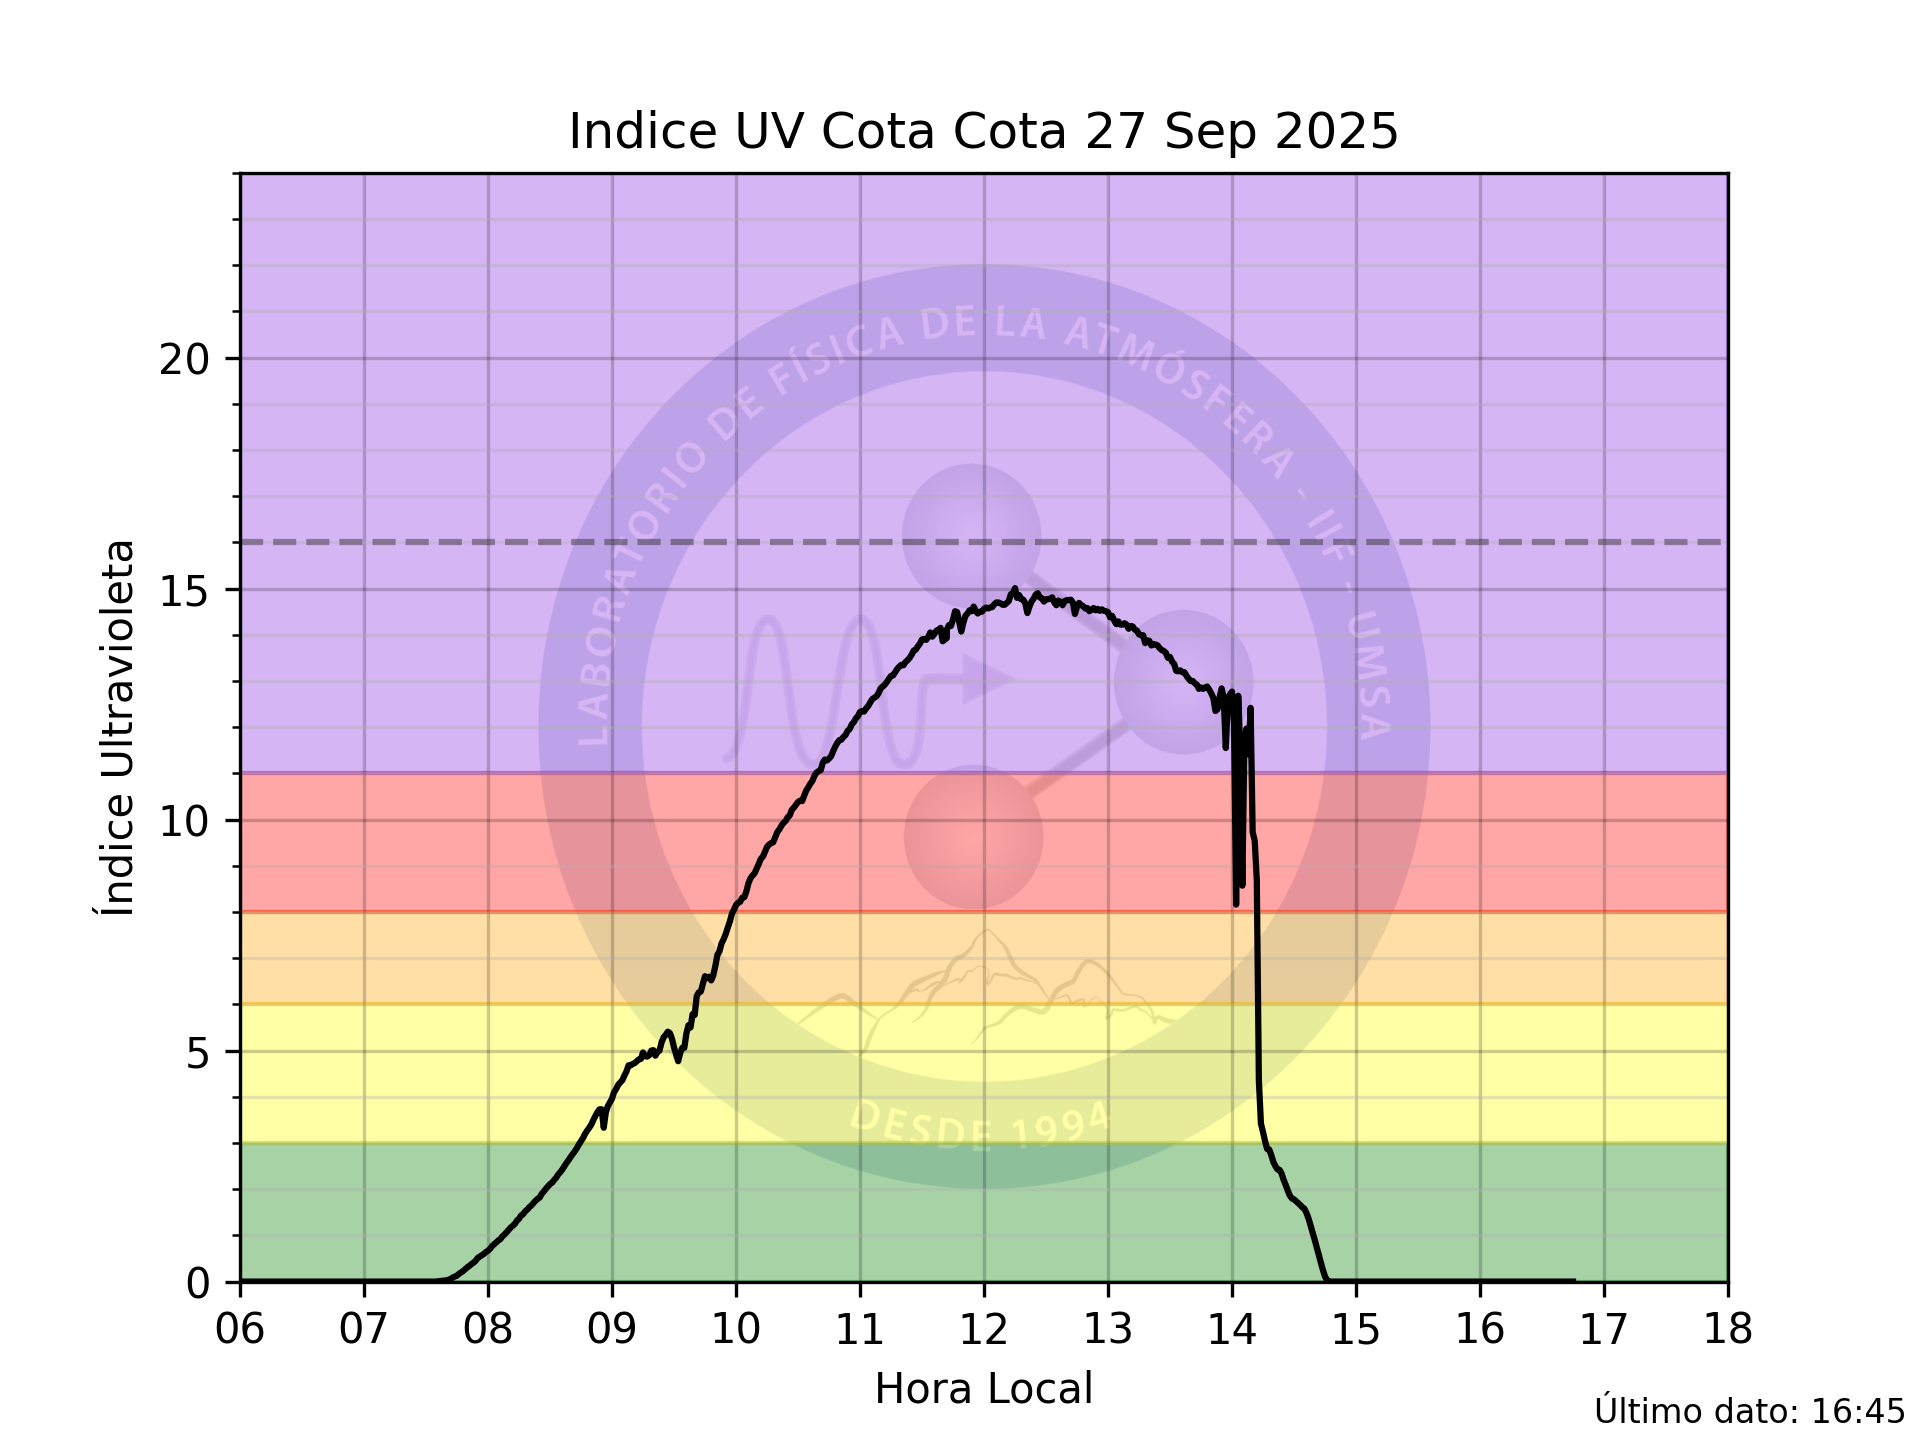 Indice UV Cota Cota 27 Sep 2025
20
15
10
5
0
Índice Ultravioleta
LABORATORIO DE FÍSICA DE LA ATMÓSFERA - IIF - UMSA
DESDE 1994
06 07 08 09 10 11 12 13 14 15 16 17 18
Hora Local
Último dato: 16:45